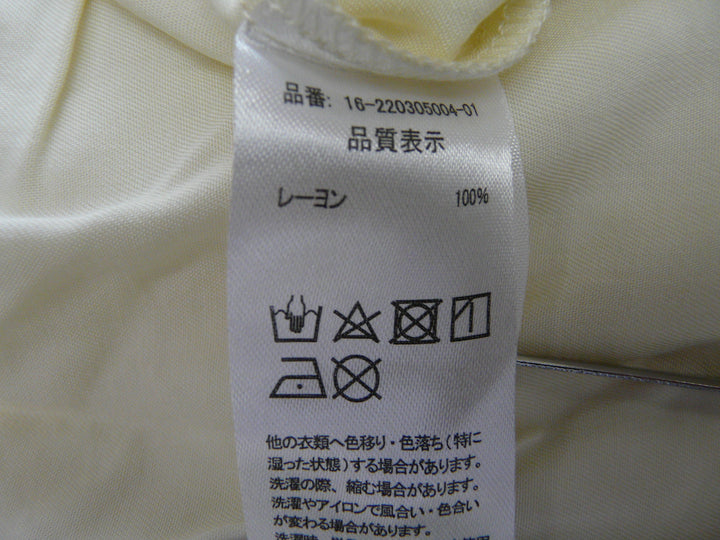 品番: 16-220305004-01
品質表示
レーヨン 100%
他の衣類へ色移り・色落ち(特に
湿った状態)する場合があります。
洗濯の際、縮む場合があります。
洗濯やアイロンで風合い・色合い
が変わる場合があります。